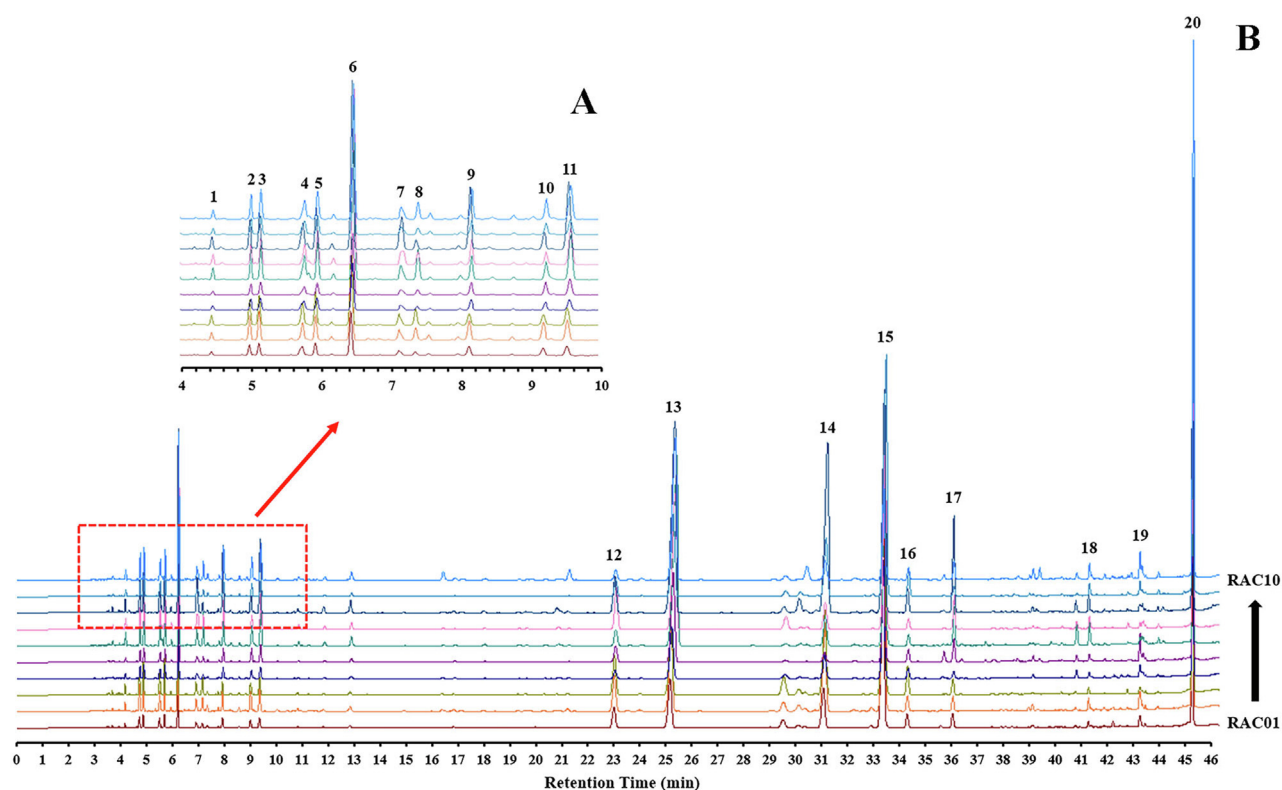 20
B
6
A
11
1 2 3 4 5 7 8 9 10
4 5 6 7 8 9 10
15
13
14
17
12 16 18 19
RAC10
RAC01
0 1 2 3 4 5 6 7 8 9 10 11 12 13 14 15 16 17 18 19 20 21 22 23 24 25 26 27 28 29 30 31 32 33 34 35 36 37 38 39 40 41 42 43 44 45 46
Retention Time (min)